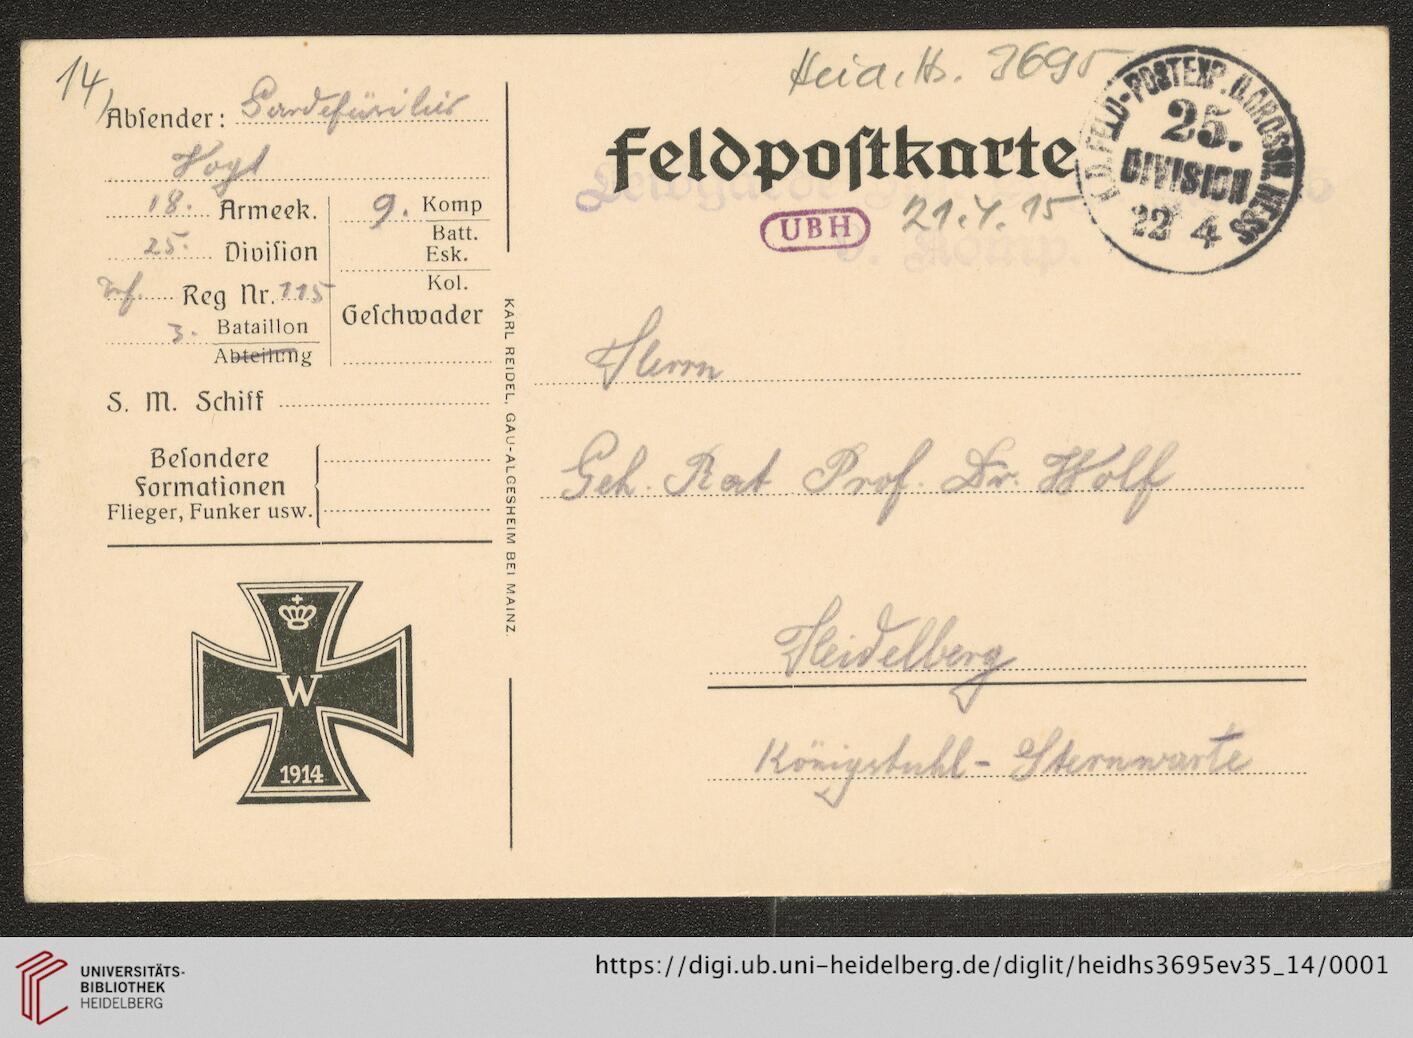 14
Heid. Hs. 3695
Absender: Gardefüsilier
Vogt
18. Armeek.
25. Division
Inf. Reg Nr. 115
3. Bataillon
Abteilung
9. Komp
Batt.
Esk.
Kol.
Geschwader
S. M. Schiff
Besondere
Formationen
Flieger, Funker usw.
W
1914
KARL REIDEL, GAU-ALGESHEIM BEI MAINZ.
Feldpostkarte
UBH
21.4.15
K.D. FELD-POSTEXP. D. GROSSH. HESS
25.
DIVISION
22 4
Komp.
Herrn
Geh. Rat Prof. Dr. Wolf
Heidelberg
Königstuhl-Sternwarte
UNIVERSITÄTS-
BIBLIOTHEK
HEIDELBERG
https://digi.ub.uni-heidelberg.de/diglit/heidhs3695ev35_14/0001